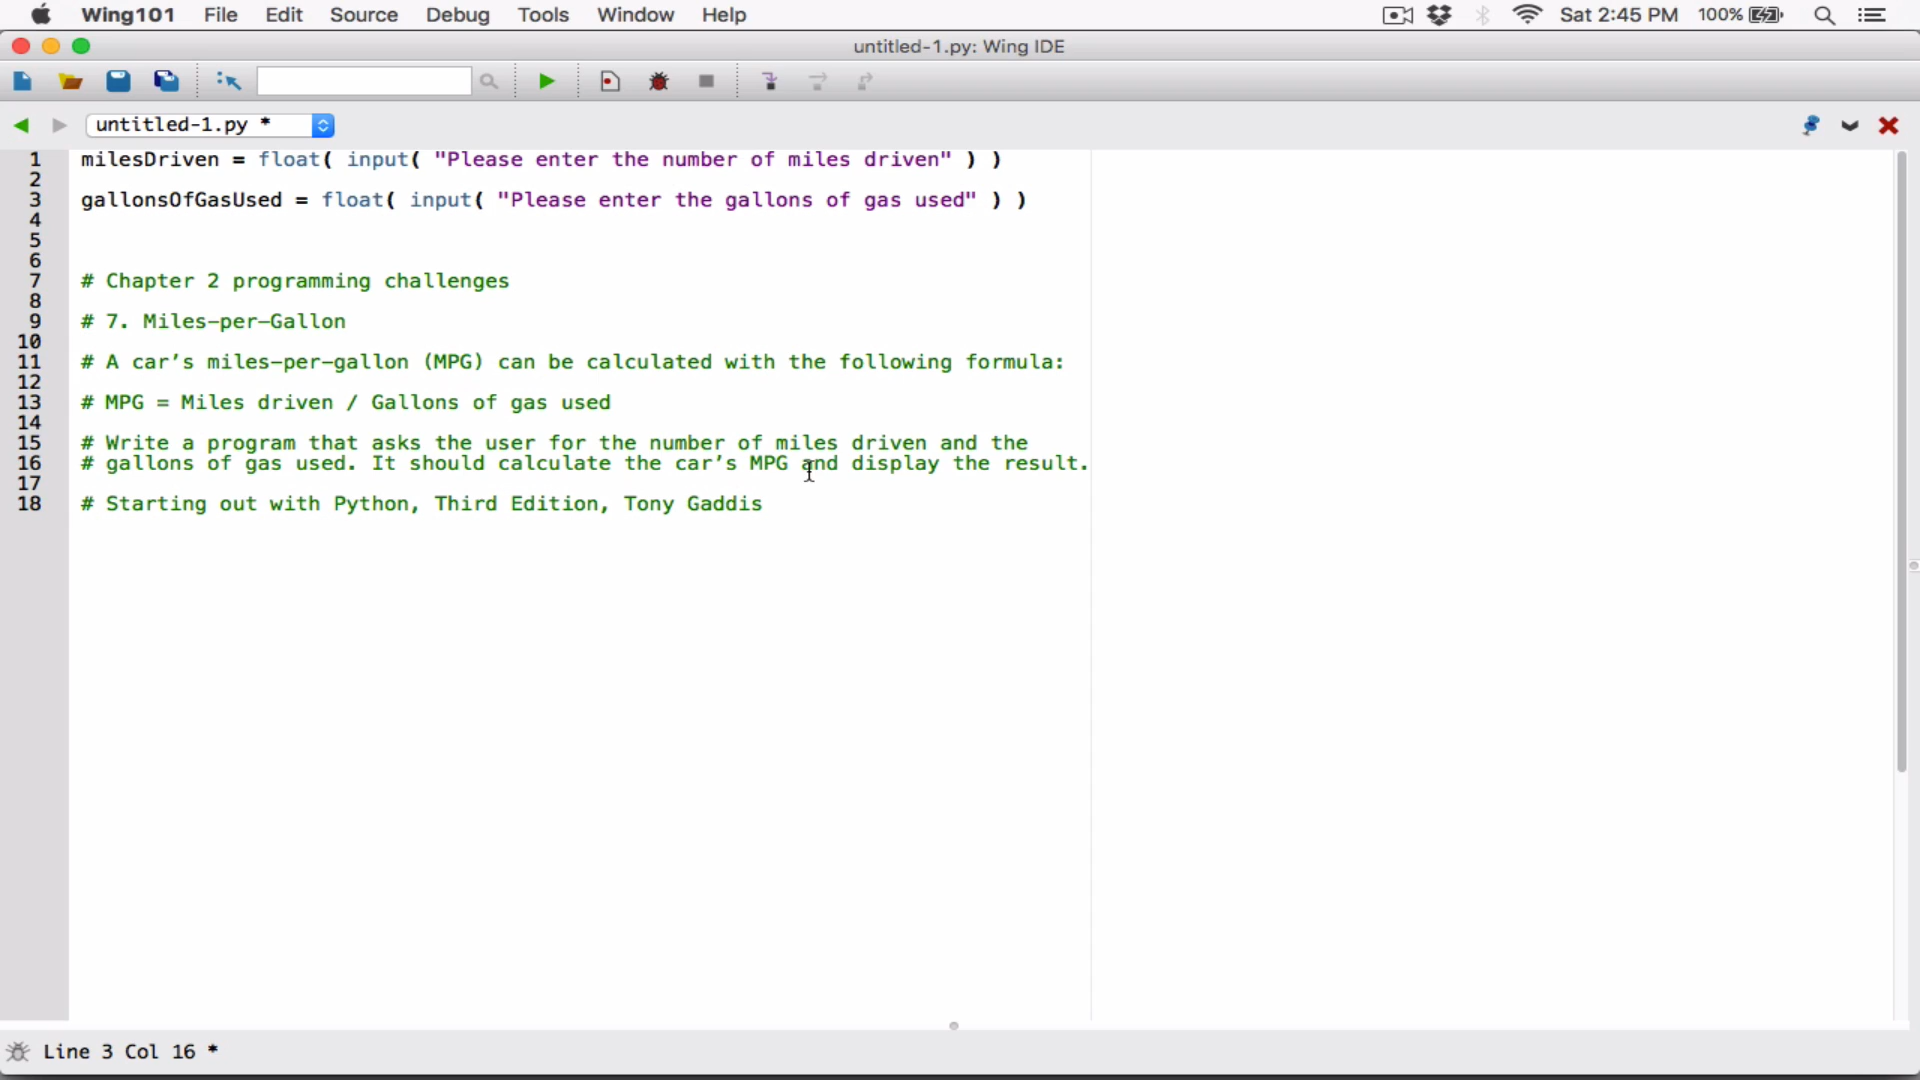 Wing101 File Edit Source Debug Tools Window Help Sat 2:45 PM 100%
untitled-1.py: Wing IDE
untitled-1.py *
1 milesDriven = float( input( "Please enter the number of miles driven" ) )
2
3 gallonsOfGasUsed = float( input( "Please enter the gallons of gas used" ) )
4
5
6
7 # Chapter 2 programming challenges
8
9 # 7. Miles-per-Gallon
10
11 # A car’s miles-per-gallon (MPG) can be calculated with the following formula:
12
13 # MPG = Miles driven / Gallons of gas used
14
15 # Write a program that asks the user for the number of miles driven and the
16 # gallons of gas used. It should calculate the car’s MPG and display the result.
17
18 # Starting out with Python, Third Edition, Tony Gaddis
Line 3 Col 16 *